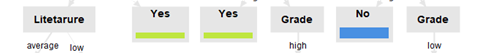 Litetarure
Yes
Yes
Grade
No
Grade
average
low
high
low